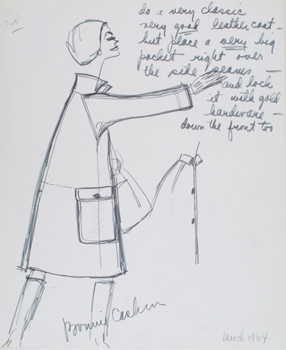 do a very classic
very good leather coat -
but place a very big
pocket right over
the side seams -
and lock
it with gold
hardware -
down the front too
Bonnie Cashin
March 1964